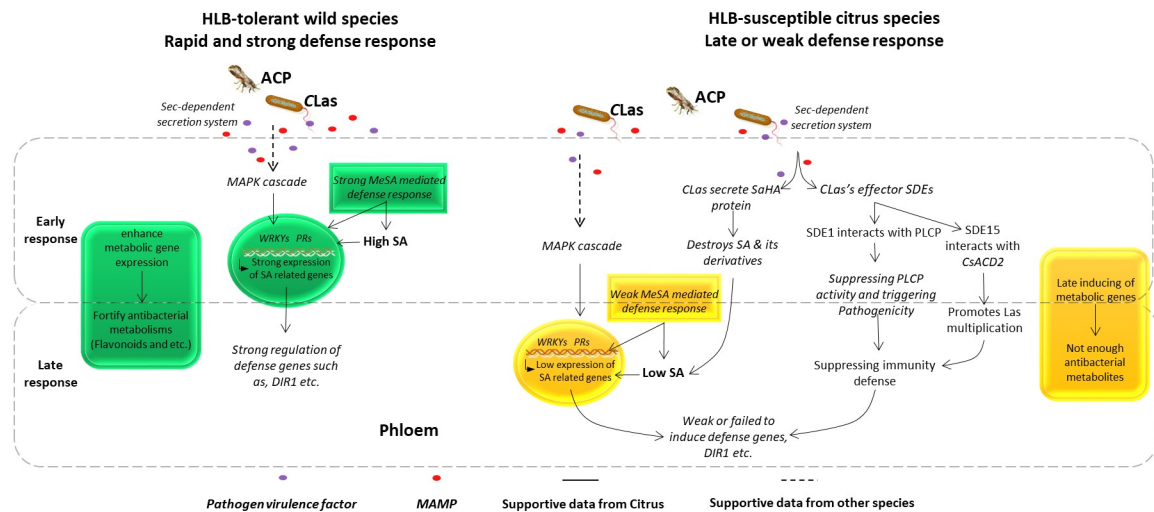 HLB-tolerant wild species
Rapid and strong defense response
HLB-susceptible citrus species
Late or weak defense response
ACP
CLas
Sec-dependent
secretion system
MAPK cascade
Strong MeSA mediated
defense response
WRKYs PRs
Strong expression
of SA related genes
High SA
Strong regulation of
defense genes such
as, DIR1 etc.
Early
response
Late
response
enhance
metabolic gene
expression
Fortify antibacterial
metabolisms
(Flavonoids and etc.)
CLas
ACP
Sec-dependent
secretion system
MAPK cascade
CLas secrete SaHA
protein
Destroys SA & its
derivatives
CLas's effector SDEs
SDE1 interacts with PLCP
Suppressing PLCP
activity and triggering
Pathogenicity
SDE15
interacts with
CsACD2
Promotes Las
multiplication
Suppressing immunity
defense
Weak MeSA mediated
defense response
WRKYs PRs
Low expression of
SA related genes
Low SA
Weak or failed to
induce defense genes,
DIR1 etc.
Late inducing of
metabolic genes
Not enough
antibacterial
metabolites
Phloem
Pathogen virulence factor
MAMP
Supportive data from Citrus
Supportive data from other species